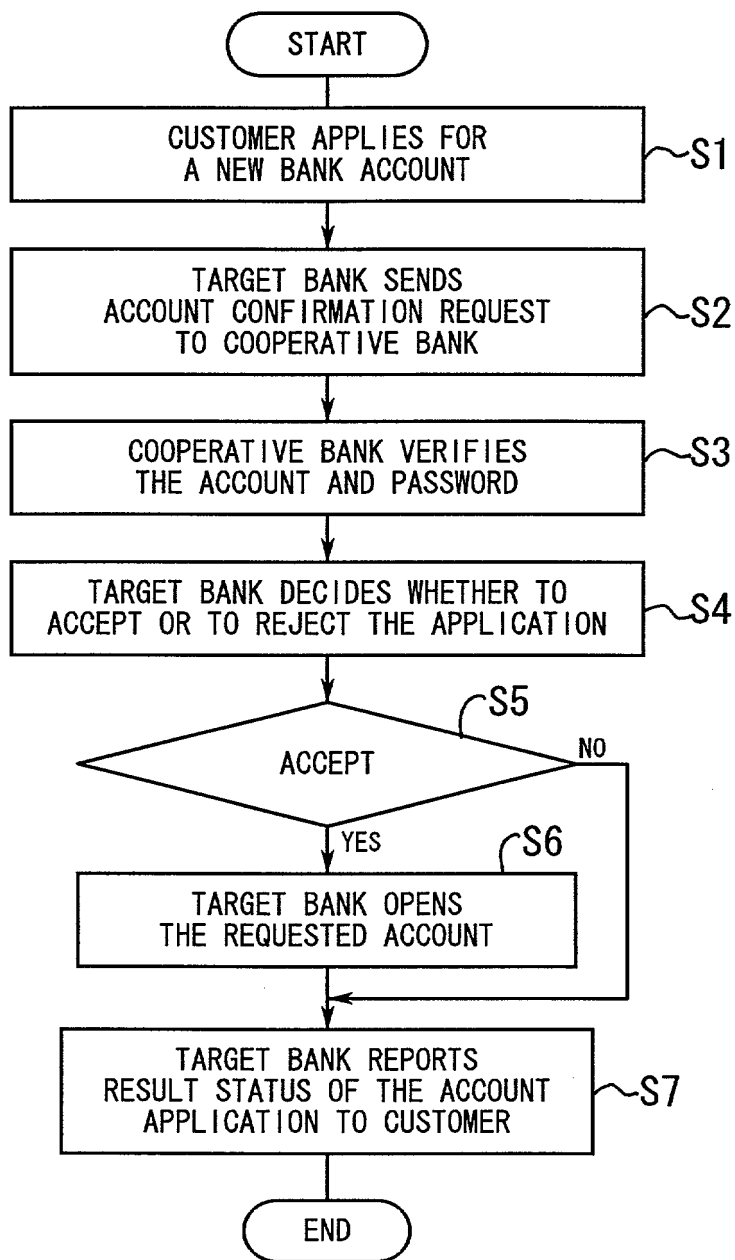 START
CUSTOMER APPLIES FOR
A NEW BANK ACCOUNT
S1
TARGET BANK SENDS
ACCOUNT CONFIRMATION REQUEST
TO COOPERATIVE BANK
S2
COOPERATIVE BANK VERIFIES
THE ACCOUNT AND PASSWORD
S3
TARGET BANK DECIDES WHETHER TO
ACCEPT OR TO REJECT THE APPLICATION
S4
S5
ACCEPT
NO
YES
S6
TARGET BANK OPENS
THE REQUESTED ACCOUNT
TARGET BANK REPORTS
RESULT STATUS OF THE ACCOUNT
APPLICATION TO CUSTOMER
S7
END